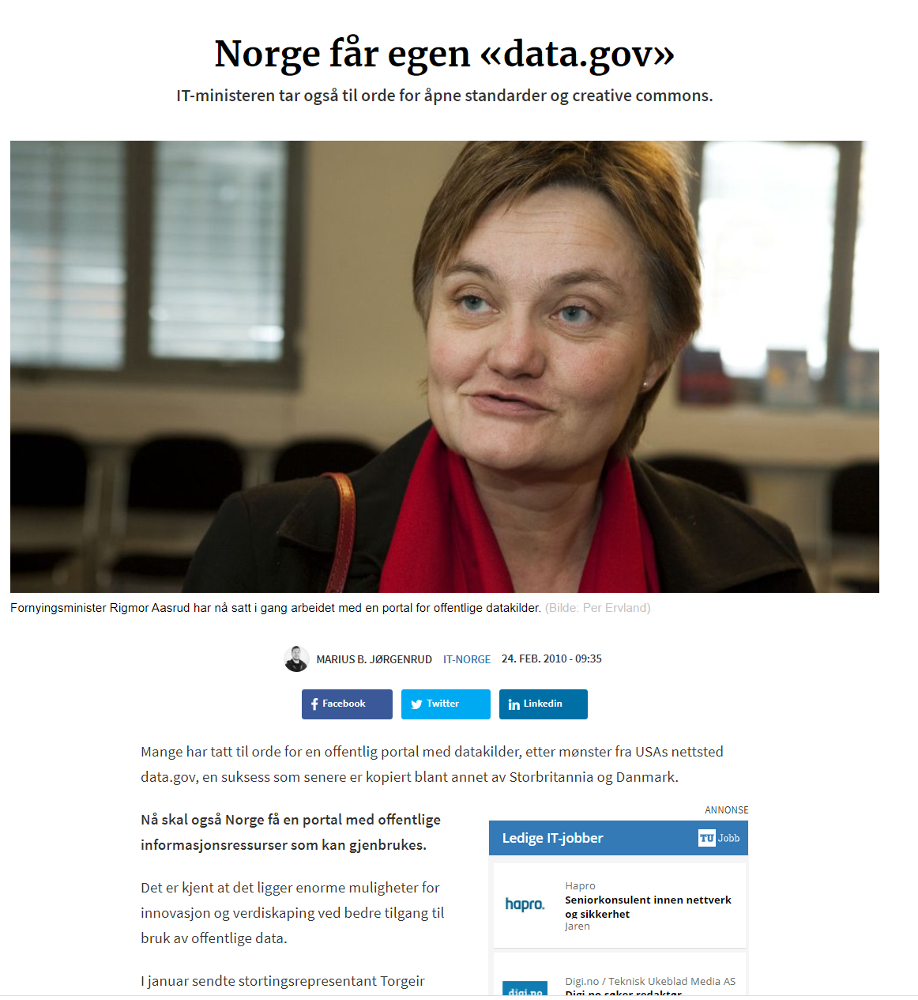 Norge får egen «data.gov»
IT-ministeren tar også til orde for åpne standarder og creative commons.
Fornyingsminister Rigmor Aasrud har nå satt i gang arbeidet med en portal for offentlige datakilder. (Bilde: Per Ervland)
MARIUS B. JØRGENRUD IT-NORGE 24. FEB. 2010 - 09:35
Facebook Twitter Linkedin
Mange har tatt til orde for en offentlig portal med datakilder, etter mønster fra USAs nettsted
data.gov, en suksess som senere er kopiert blant annet av Storbritannia og Danmark.
Nå skal også Norge få en portal med offentlige
informasjonsressurser som kan gjenbrukes.
Det er kjent at det ligger enorme muligheter for
innovasjon og verdiskaping ved bedre tilgang til
bruk av offentlige data.
I januar sendte stortingsrepresentant Torgeir
ANNONSE
Ledige IT-jobber TU Jobb
hapro.
Hapro
Seniorkonsulent innen nettverk
og sikkerhet
Jaren
digi.no
Digi.no / Teknisk Ukeblad Media AS
Digi.no søker redaktør